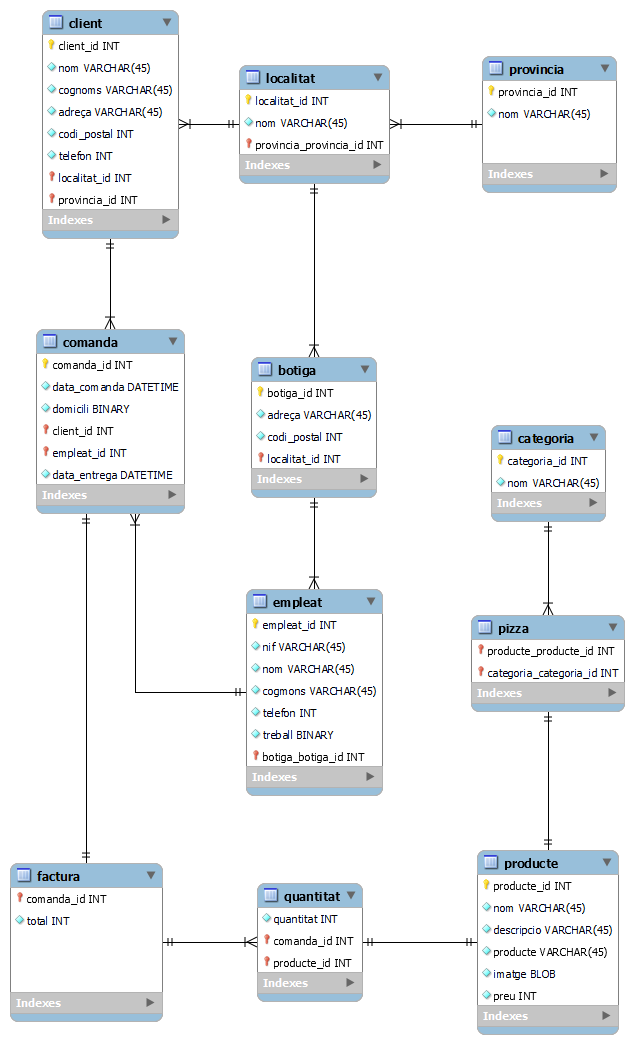 client
client_id INT
nom VARCHAR(45)
cognoms VARCHAR(45)
adreça VARCHAR(45)
codi_postal INT
telefon INT
localitat_id INT
provincia_id INT
Indexes
localitat
localitat_id INT
nom VARCHAR(45)
provincia_provincia_id INT
Indexes
provincia
provincia_id INT
nom VARCHAR(45)
Indexes
comanda
comanda_id INT
data_comanda DATETIME
domicili BINARY
client_id INT
empleat_id INT
data_entrega DATETIME
Indexes
botiga
botiga_id INT
adreça VARCHAR(45)
codi_postal INT
localitat_id INT
Indexes
categoria
categoria_id INT
nom VARCHAR(45)
Indexes
empleat
empleat_id INT
nif VARCHAR(45)
nom VARCHAR(45)
cogmons VARCHAR(45)
telefon INT
treball BINARY
botiga_botiga_id INT
Indexes
pizza
producte_producte_id INT
categoria_categoria_id INT
Indexes
factura
comanda_id INT
total INT
Indexes
quantitat
quantitat INT
comanda_id INT
producte_id INT
Indexes
producte
producte_id INT
nom VARCHAR(45)
descripcio VARCHAR(45)
producte VARCHAR(45)
imatge BLOB
preu INT
Indexes